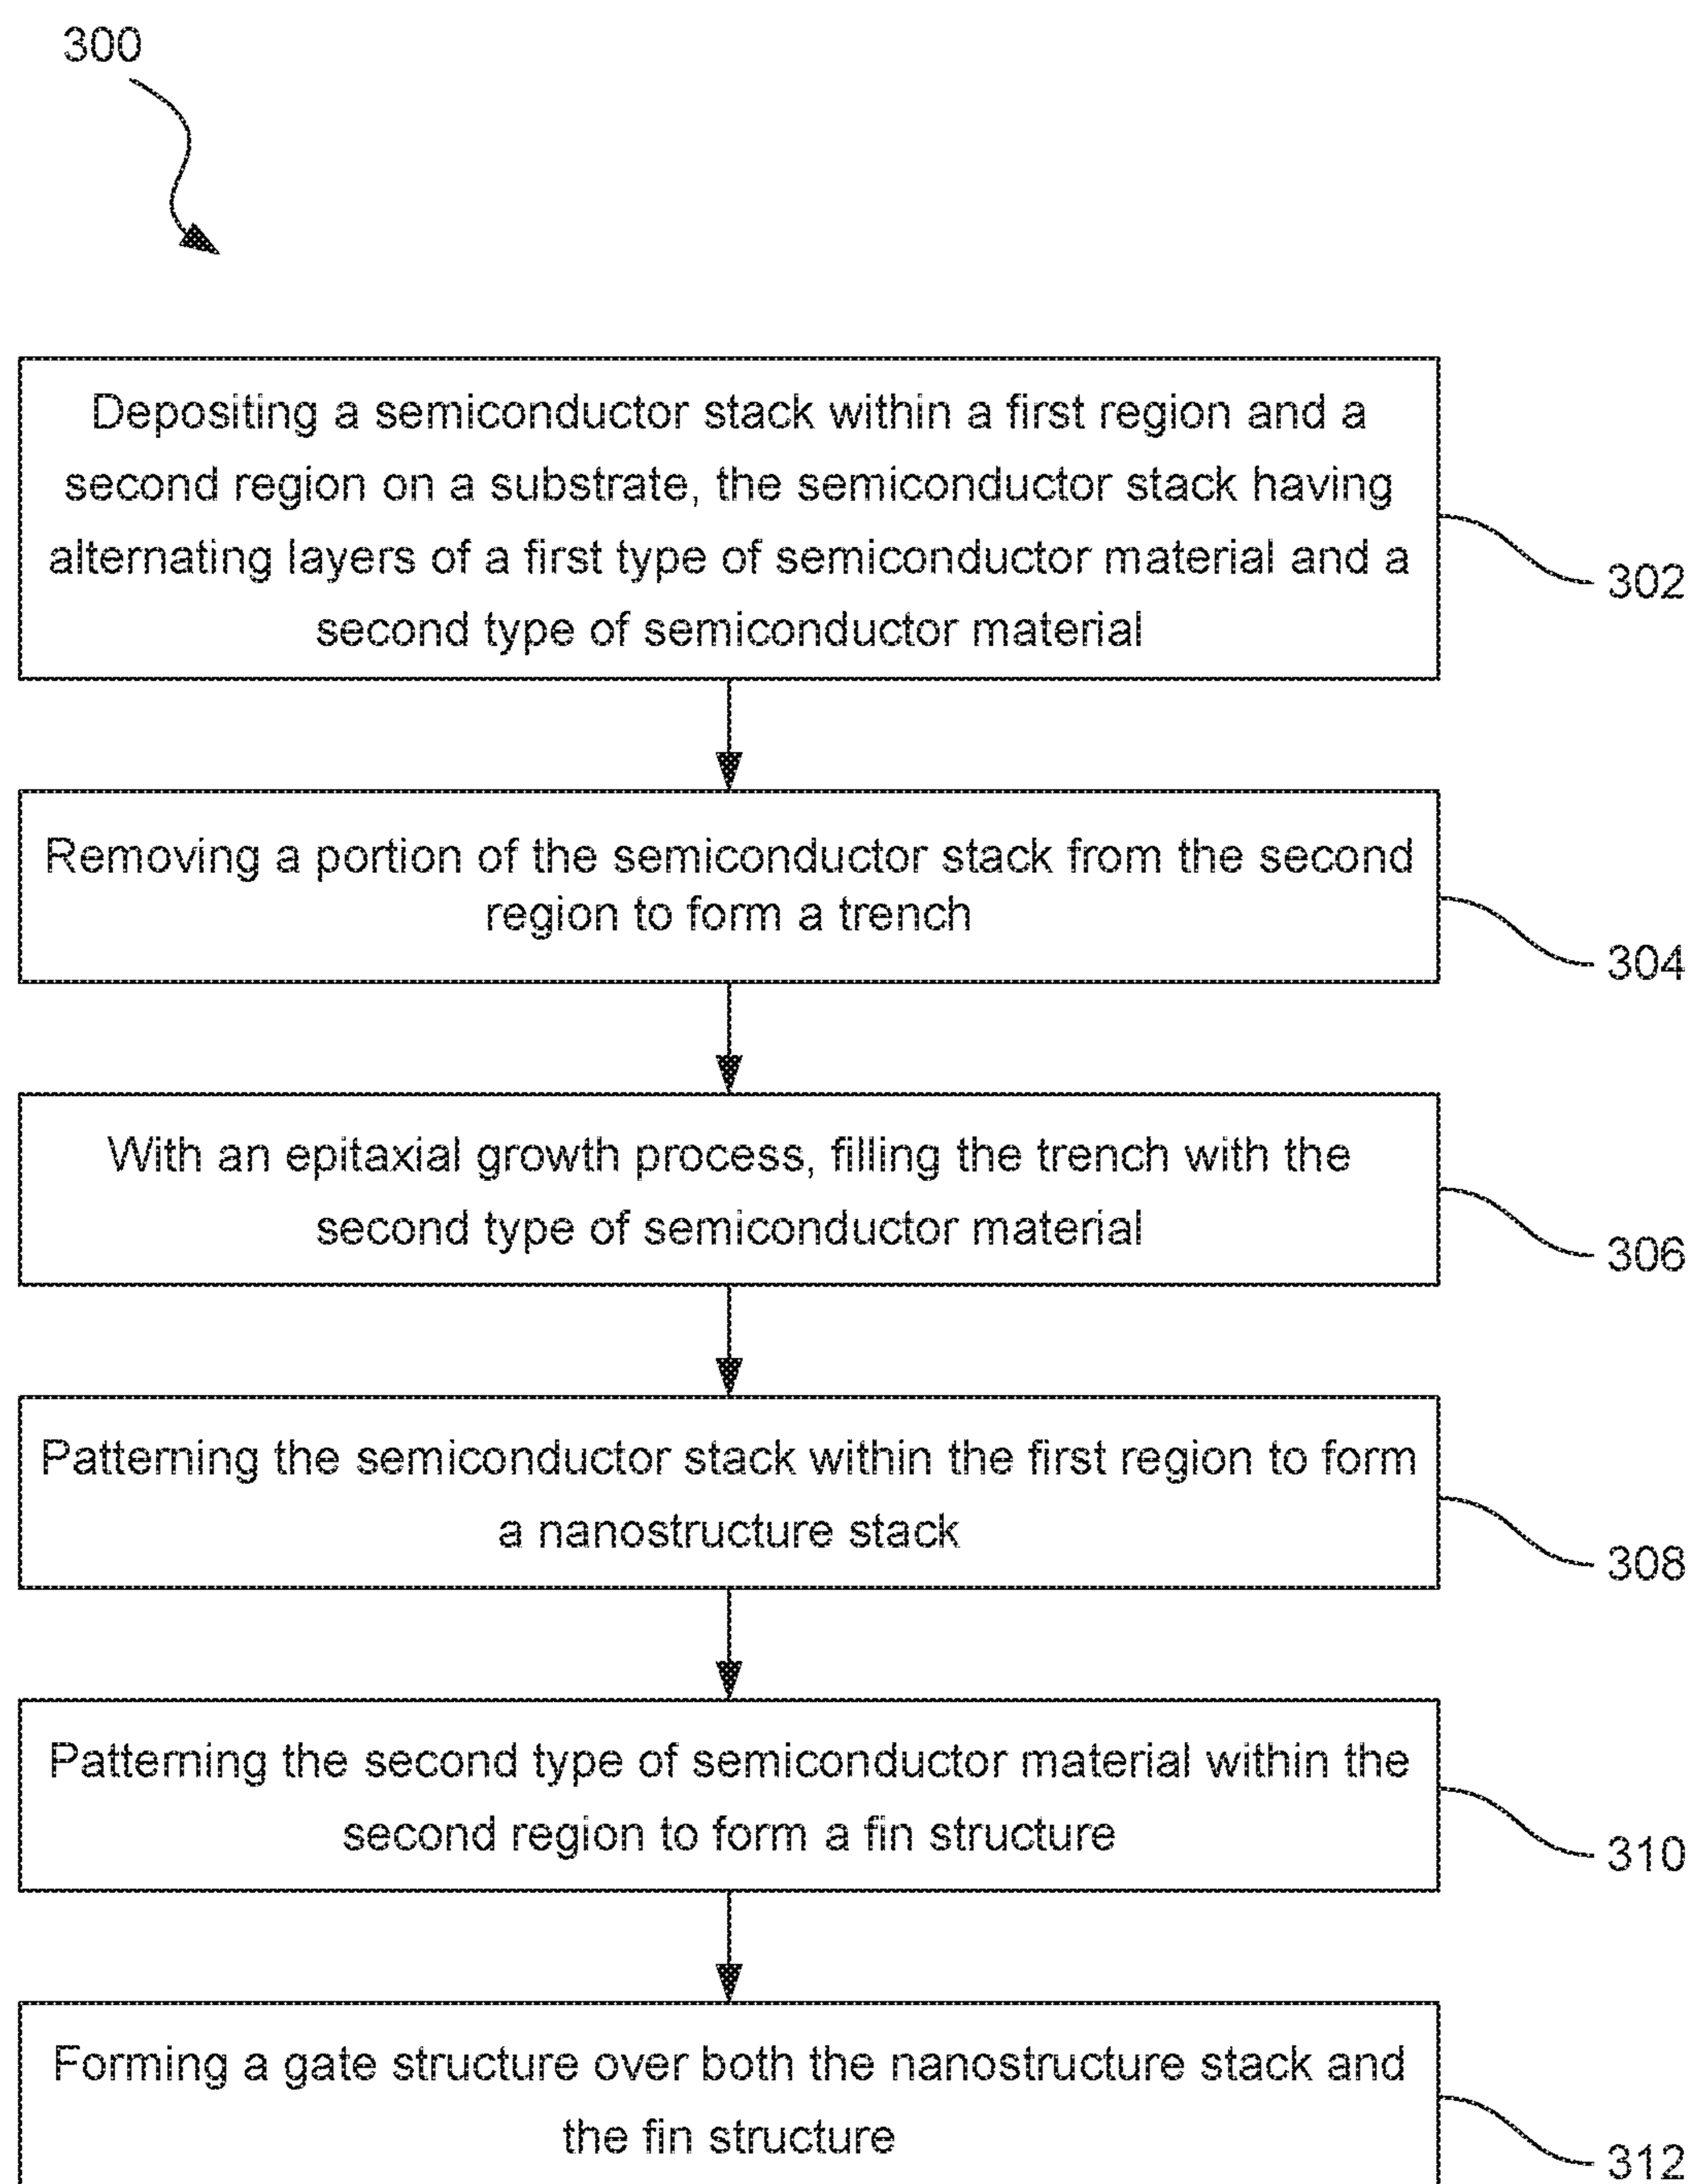 300
Depositing a semiconductor stack within a first region and a
second region on a substrate, the semiconductor stack having
alternating layers of a first type of semiconductor material and a
second type of semiconductor material
302
Removing a portion of the semiconductor stack from the second
region to form a trench
304
With an epitaxial growth process, filling the trench with the
second type of semiconductor material
306
Patterning the semiconductor stack within the first region to form
a nanostructure stack
308
Patterning the second type of semiconductor material within the
second region to form a fin structure
310
Forming a gate structure over both the nanostructure stack and
the fin structure
312